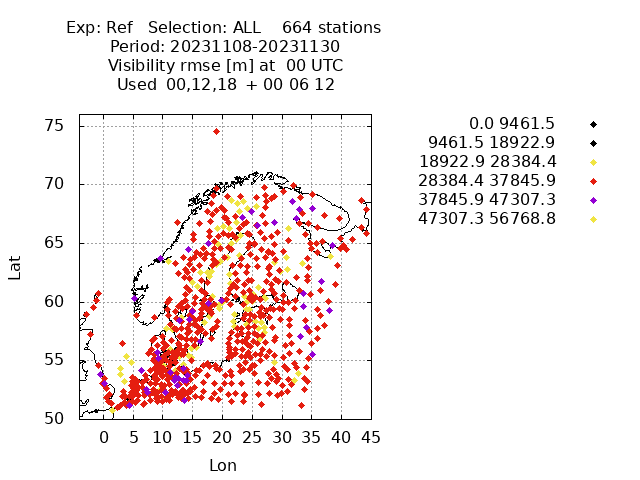 Exp: Ref   Selection: ALL    664 stations
Period: 20231108-20231130
Visibility rmse [m] at  00 UTC
Used  00,12,18  + 00 06 12
0.0 9461.5
9461.5 18922.9
18922.9 28384.4
28384.4 37845.9
37845.9 47307.3
47307.3 56768.8
75
70
65
60
55
50
Lat
0 5 10 15 20 25 30 35 40 45
Lon